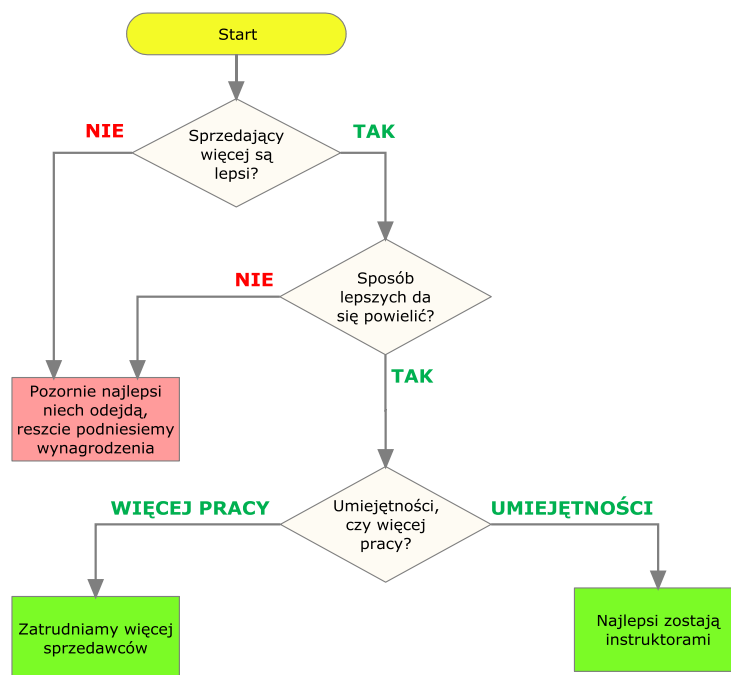 Start
NIE
TAK
Sprzedający
więcej są
lepsi?
NIE
Sposób
lepszych da
się powielić?
TAK
Pozornie najlepsi
niech odejdą,
reszcie podniesiemy
wynagrodzenia
WIĘCEJ PRACY
UMIEJĘTNOŚCI
Umiejętności,
czy więcej
pracy?
Zatrudniamy więcej
sprzedawców
Najlepsi zostają
instruktorami